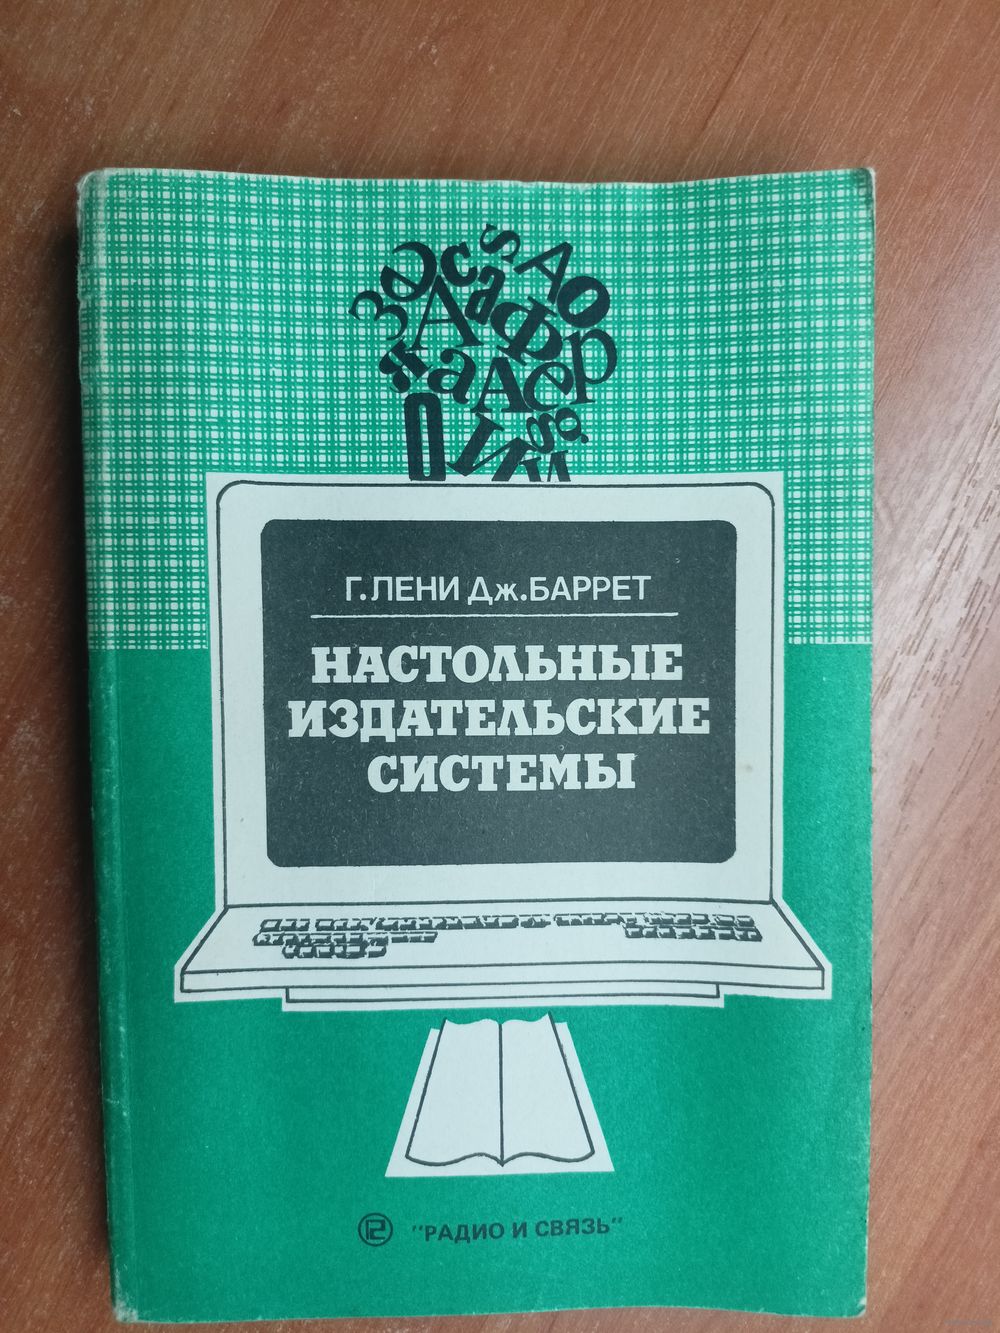 Г.ЛЕНИ Дж.БАРРЕТ
НАСТОЛЬНЫЕ
ИЗДАТЕЛЬСКИЕ
СИСТЕМЫ
"РАДИО И СВЯЗЬ"